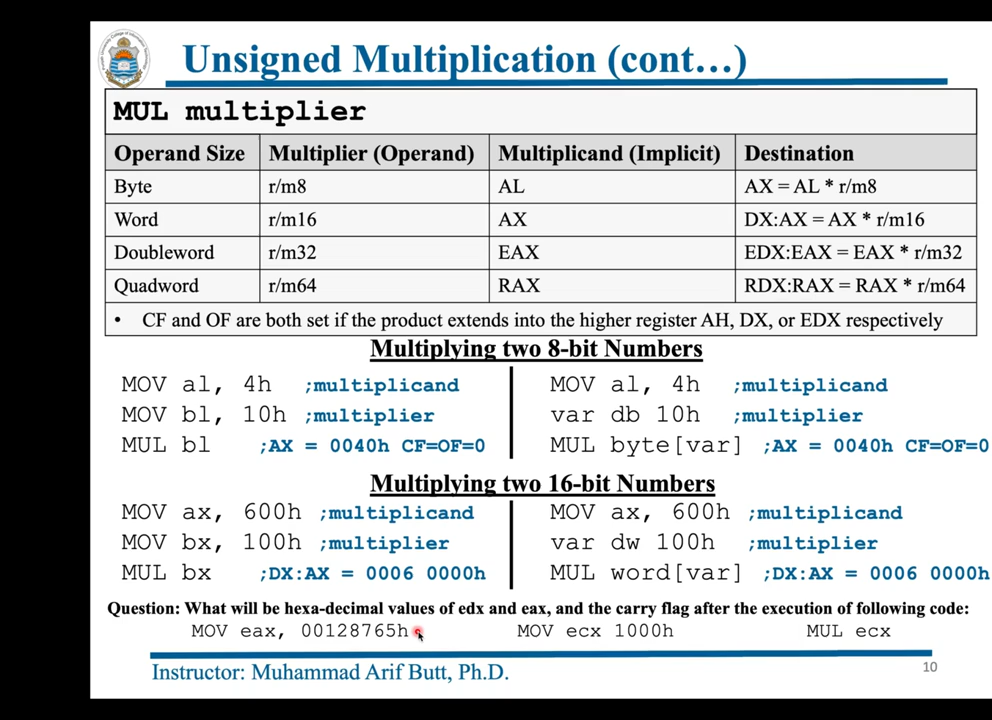 Unsigned Multiplication (cont…)
MUL multiplier
Operand Size Multiplier (Operand) Multiplicand (Implicit) Destination
Byte r/m8 AL AX = AL * r/m8
Word r/m16 AX DX:AX = AX * r/m16
Doubleword r/m32 EAX EDX:EAX = EAX * r/m32
Quadword r/m64 RAX RDX:RAX = RAX * r/m64
• CF and OF are both set if the product extends into the higher register AH, DX, or EDX respectively
Multiplying two 8-bit Numbers
MOV al, 4h ;multiplicand
MOV bl, 10h ;multiplier
MUL bl ;AX = 0040h CF=OF=0
MOV al, 4h ;multiplicand
var db 10h ;multiplier
MUL byte[var] ;AX = 0040h CF=OF=0
Multiplying two 16-bit Numbers
MOV ax, 600h ;multiplicand
MOV bx, 100h ;multiplier
MUL bx ;DX:AX = 0006 0000h
MOV ax, 600h ;multiplicand
var dw 100h ;multiplier
MUL word[var] ;DX:AX = 0006 0000h
Question: What will be hexa-decimal values of edx and eax, and the carry flag after the execution of following code:
MOV eax, 00128765h MOV ecx 1000h MUL ecx
Instructor: Muhammad Arif Butt, Ph.D.
10